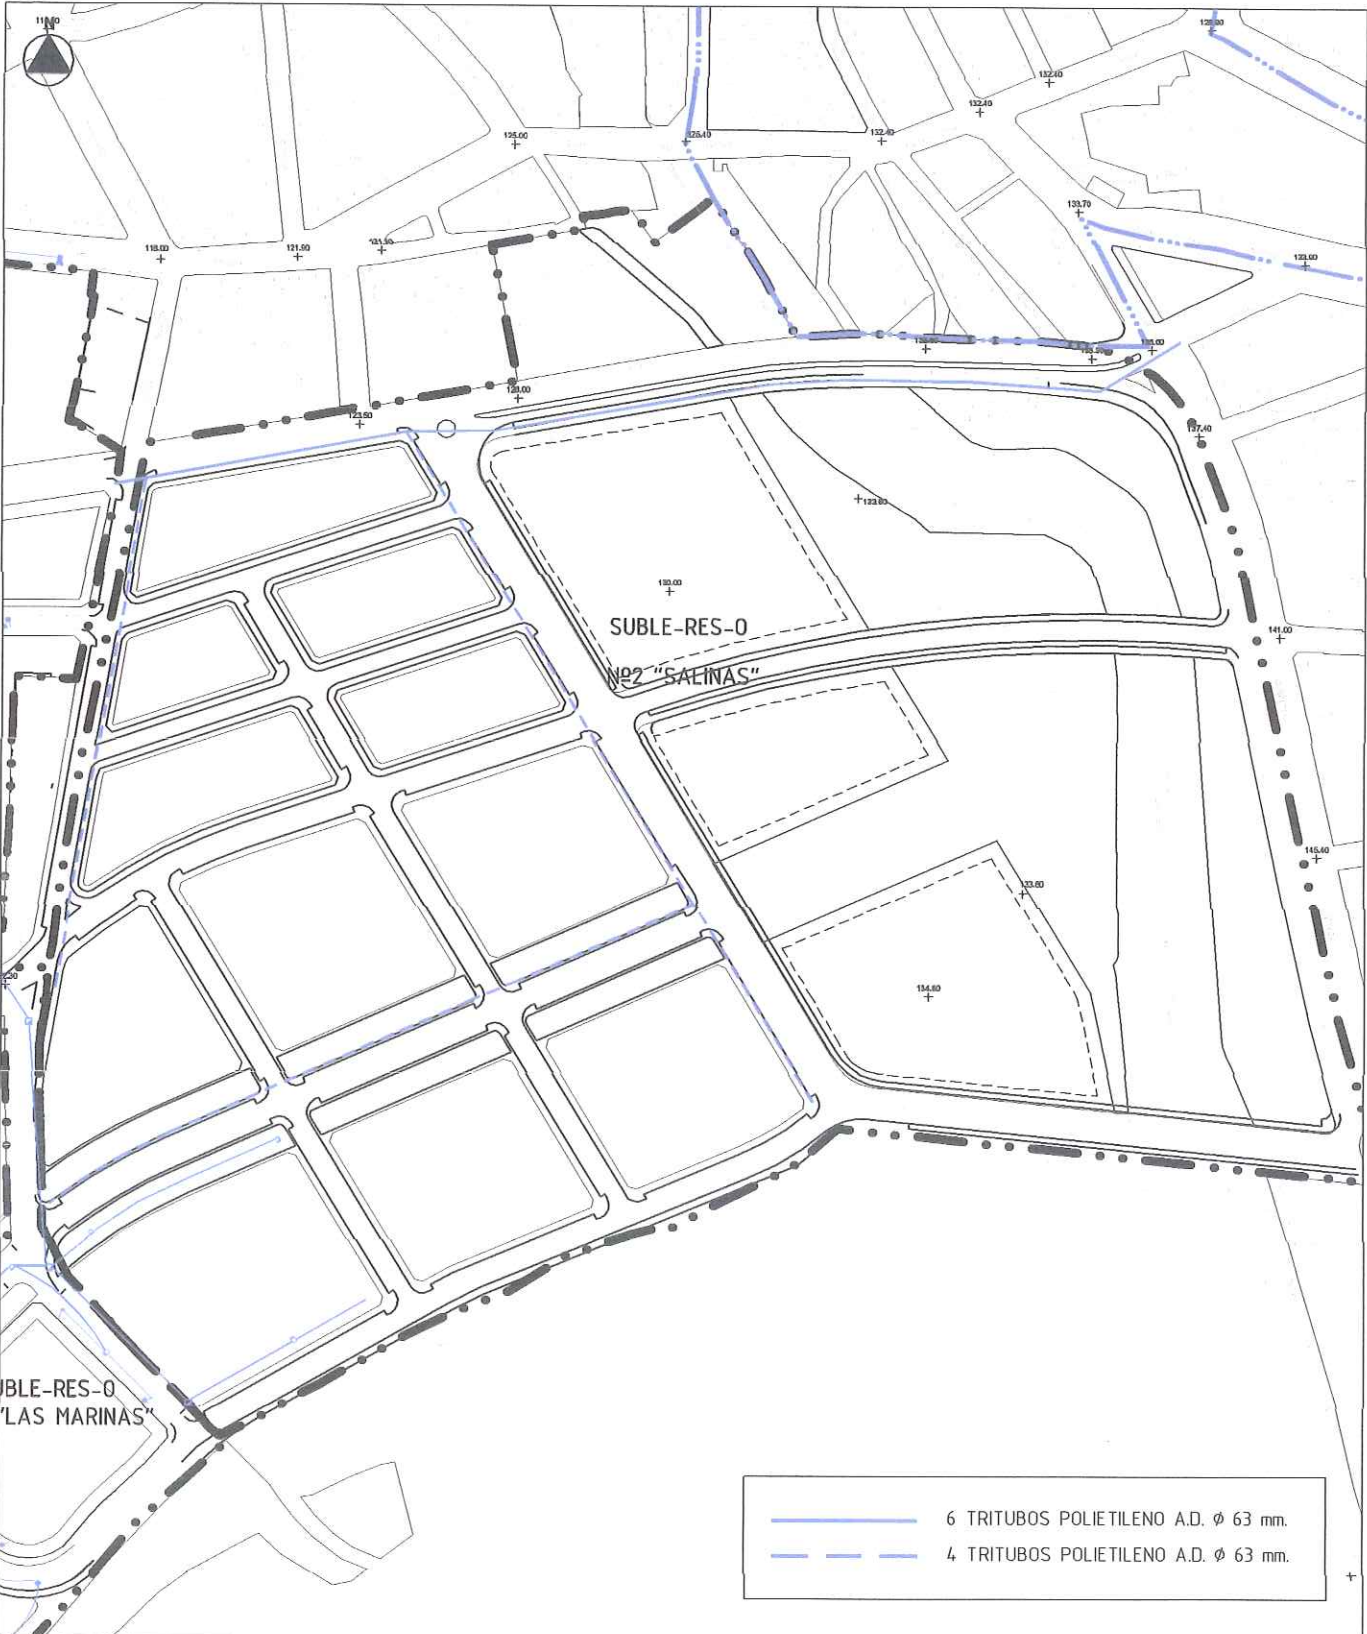 N
125.00
125.40
132.40
132.40
132.40
133.70
118.00
121.90
123.50
137.40
133.80
130.00
SUBLE-RES-O
Nº2 "SALINAS"
141.00
145.40
134.80
UBLE-RES-O
"LAS MARINAS"
6 TRITUBOS POLIETILENO A.D. Ø 63 mm.
4 TRITUBOS POLIETILENO A.D. Ø 63 mm.